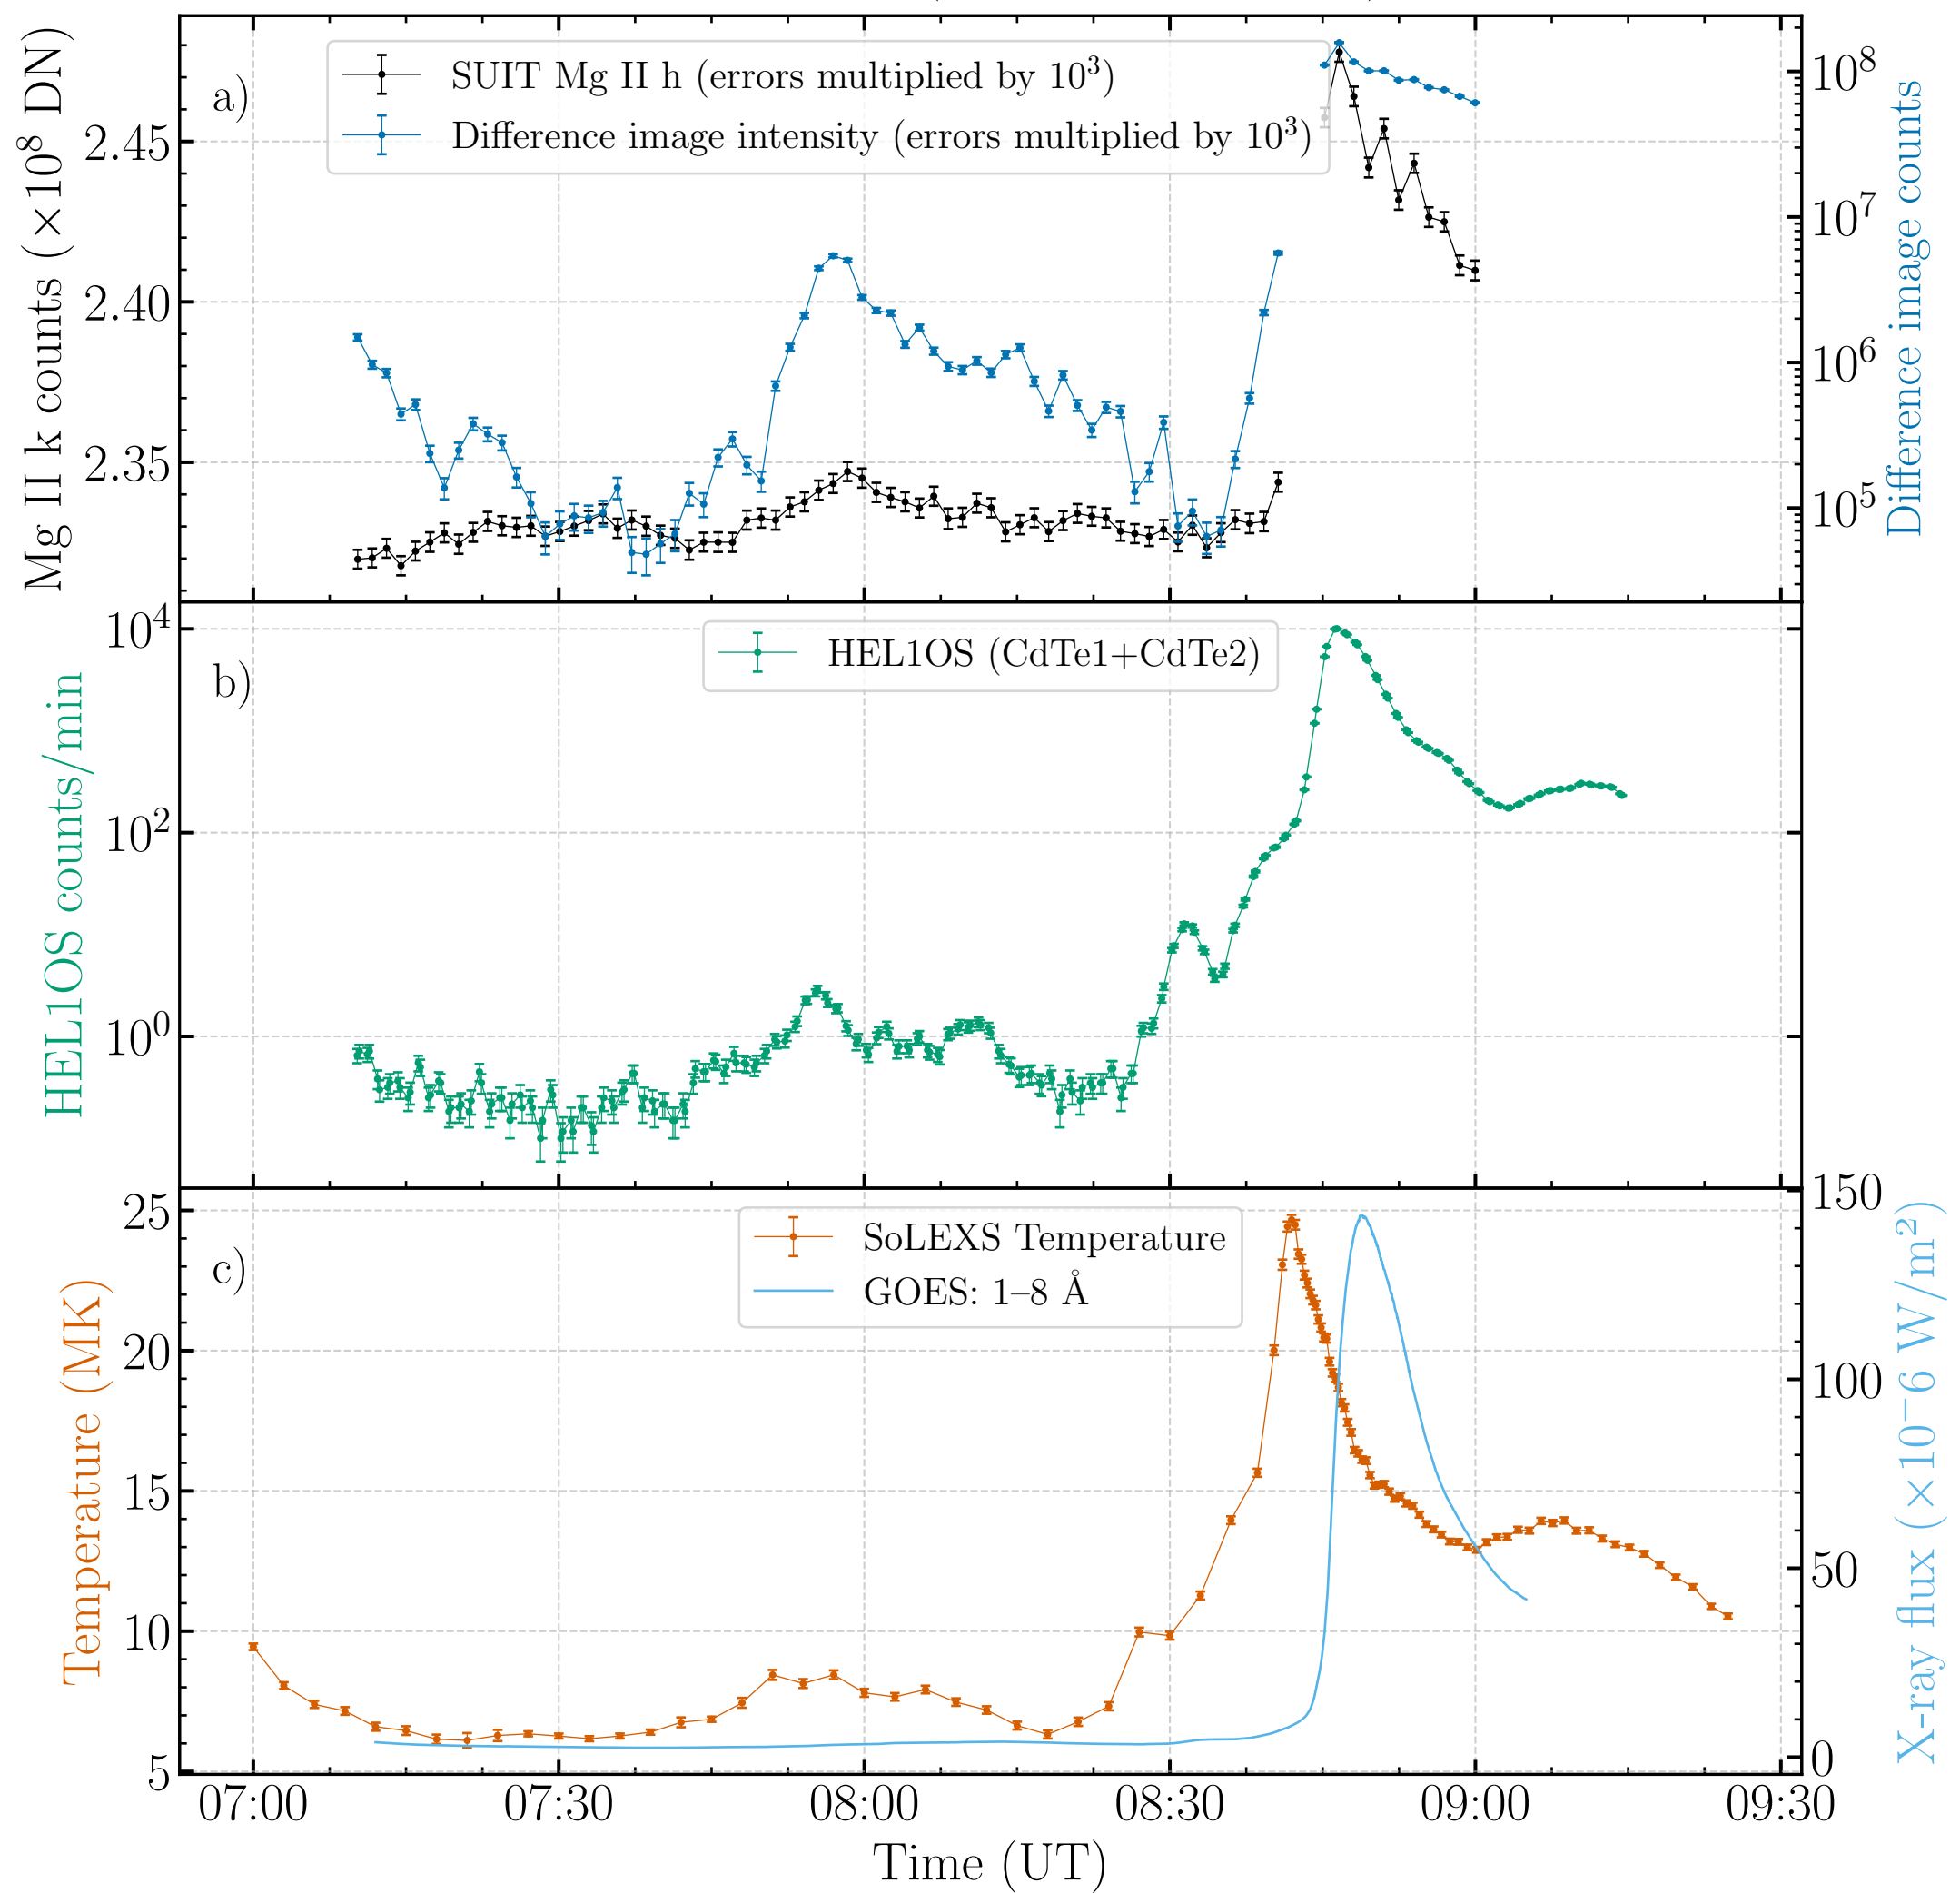 a)
SUIT Mg II h (errors multiplied by 10³)
Difference image intensity (errors multiplied by 10³)
Mg II k counts (×10⁸ DN)
2.45
2.40
2.35
10⁸
10⁷
10⁶
10⁵
Difference image counts
b)
HEL1OS (CdTe1+CdTe2)
HEL1OS counts/min
10⁴
10²
10⁰
c)
SoLEXS Temperature
GOES: 1–8 Å
Temperature (MK)
25
20
15
10
5
150
100
50
0
X-ray flux (×10⁻⁶ W/m²)
07:00 07:30 08:00 08:30 09:00 09:30
Time (UT)